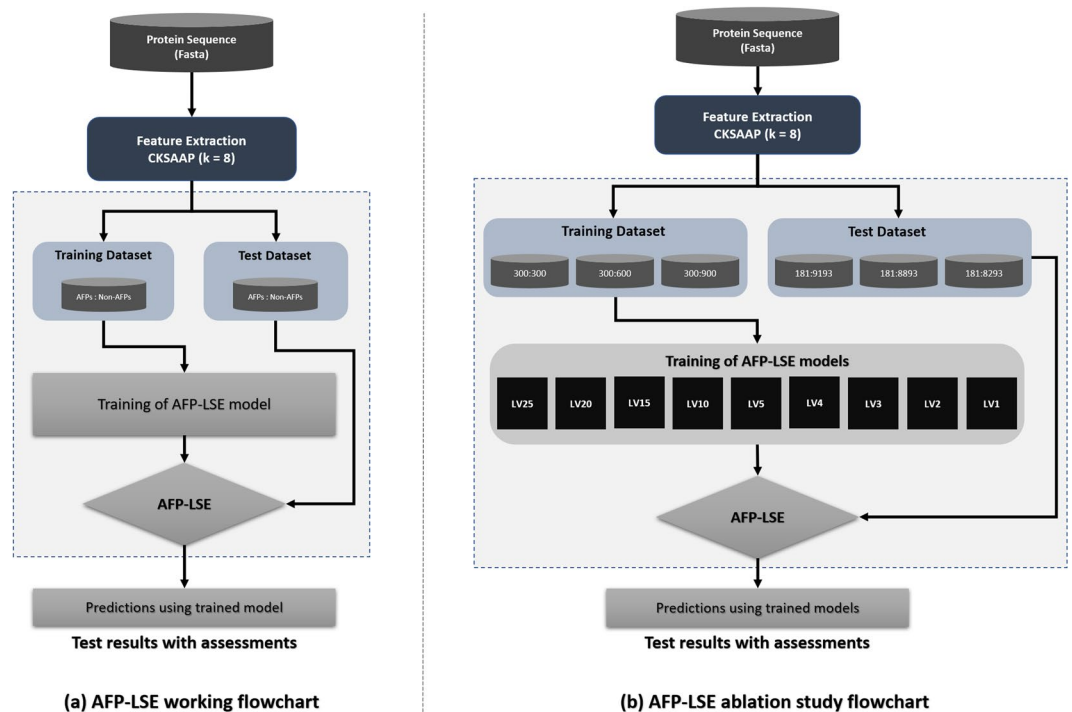 Protein Sequence
(Fasta)
Feature Extraction
CKSAAP (k = 8)
Training Dataset
AFPs : Non-AFPs
Test Dataset
AFPs : Non-AFPs
Training of AFP-LSE model
AFP-LSE
Predictions using trained model
Test results with assessments
(a) AFP-LSE working flowchart
Protein Sequence
(Fasta)
Feature Extraction
CKSAAP (k = 8)
Training Dataset
300:300
300:600
300:900
Test Dataset
181:9193
181:8893
181:8293
Training of AFP-LSE models
LV25
LV20
LV15
LV10
LV5
LV4
LV3
LV2
LV1
AFP-LSE
Predictions using trained models
Test results with assessments
(b) AFP-LSE ablation study flowchart